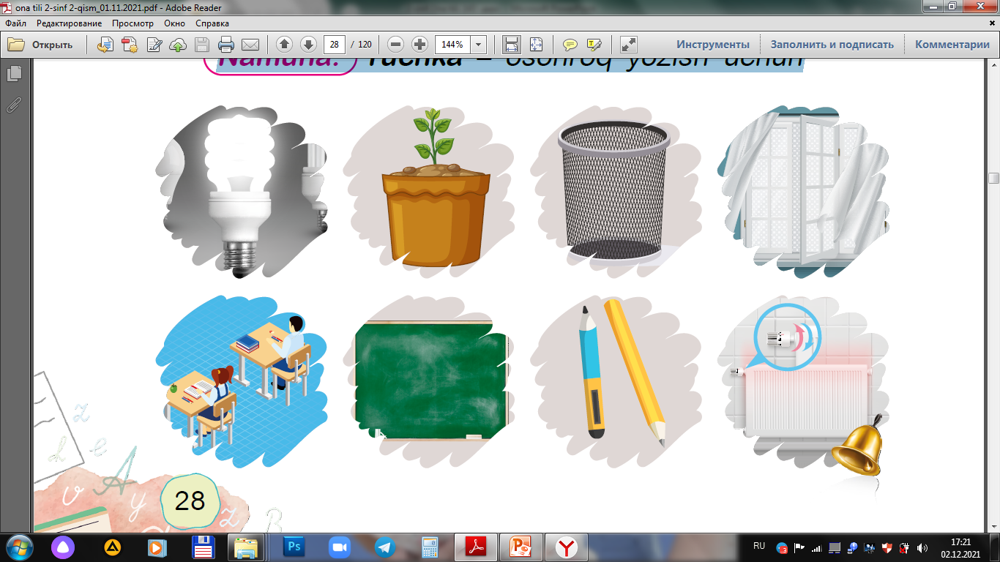 ona tili 2-sinf 2-qism_01.11.2021.pdf - Adobe Reader
Файл Редактирование Просмотр Окно Справка
Открыть 28 / 120 144% Инструменты Заполнить и подписать Комментарии
Namuna: Ruchka – osonroq yozish uchun
z
d e A
v y z B
28
Ps
RU 17:21
02.12.2021